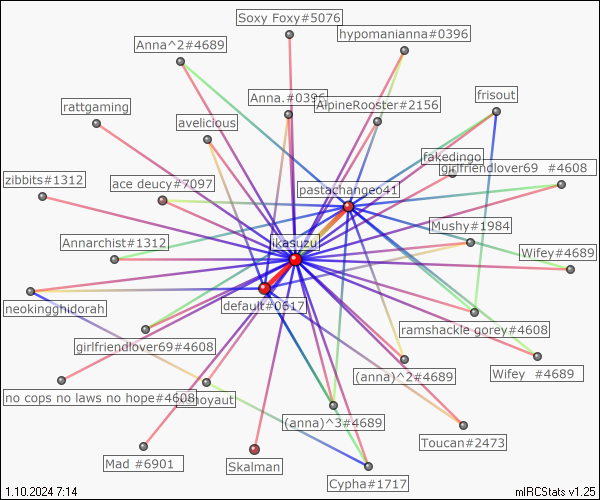 Soxy Foxy#5076
hypomanianna#0396
Anna^2#4689
frisout
Anna.#0396
AlpineRooster#2156
rattgaming
avelicious
fakedingo
girlfriendlover69 #4608
zibbits#1312
ace deucy#7097
pastachangeo41
Mushy#1984
Annarchist#1312
ikasuzu
Wifey#4689
neokingghidorah
default#0617
ramshackle gorey#4608
girlfriendlover69#4608
(anna)^2#4689
Wifey #4689
no cops no laws no hope#4608
(anna)^3#4689
Toucan#2473
Mad #6901
Skalman
Cypha#1717
1.10.2024 7:14
mIRCStats v1.25